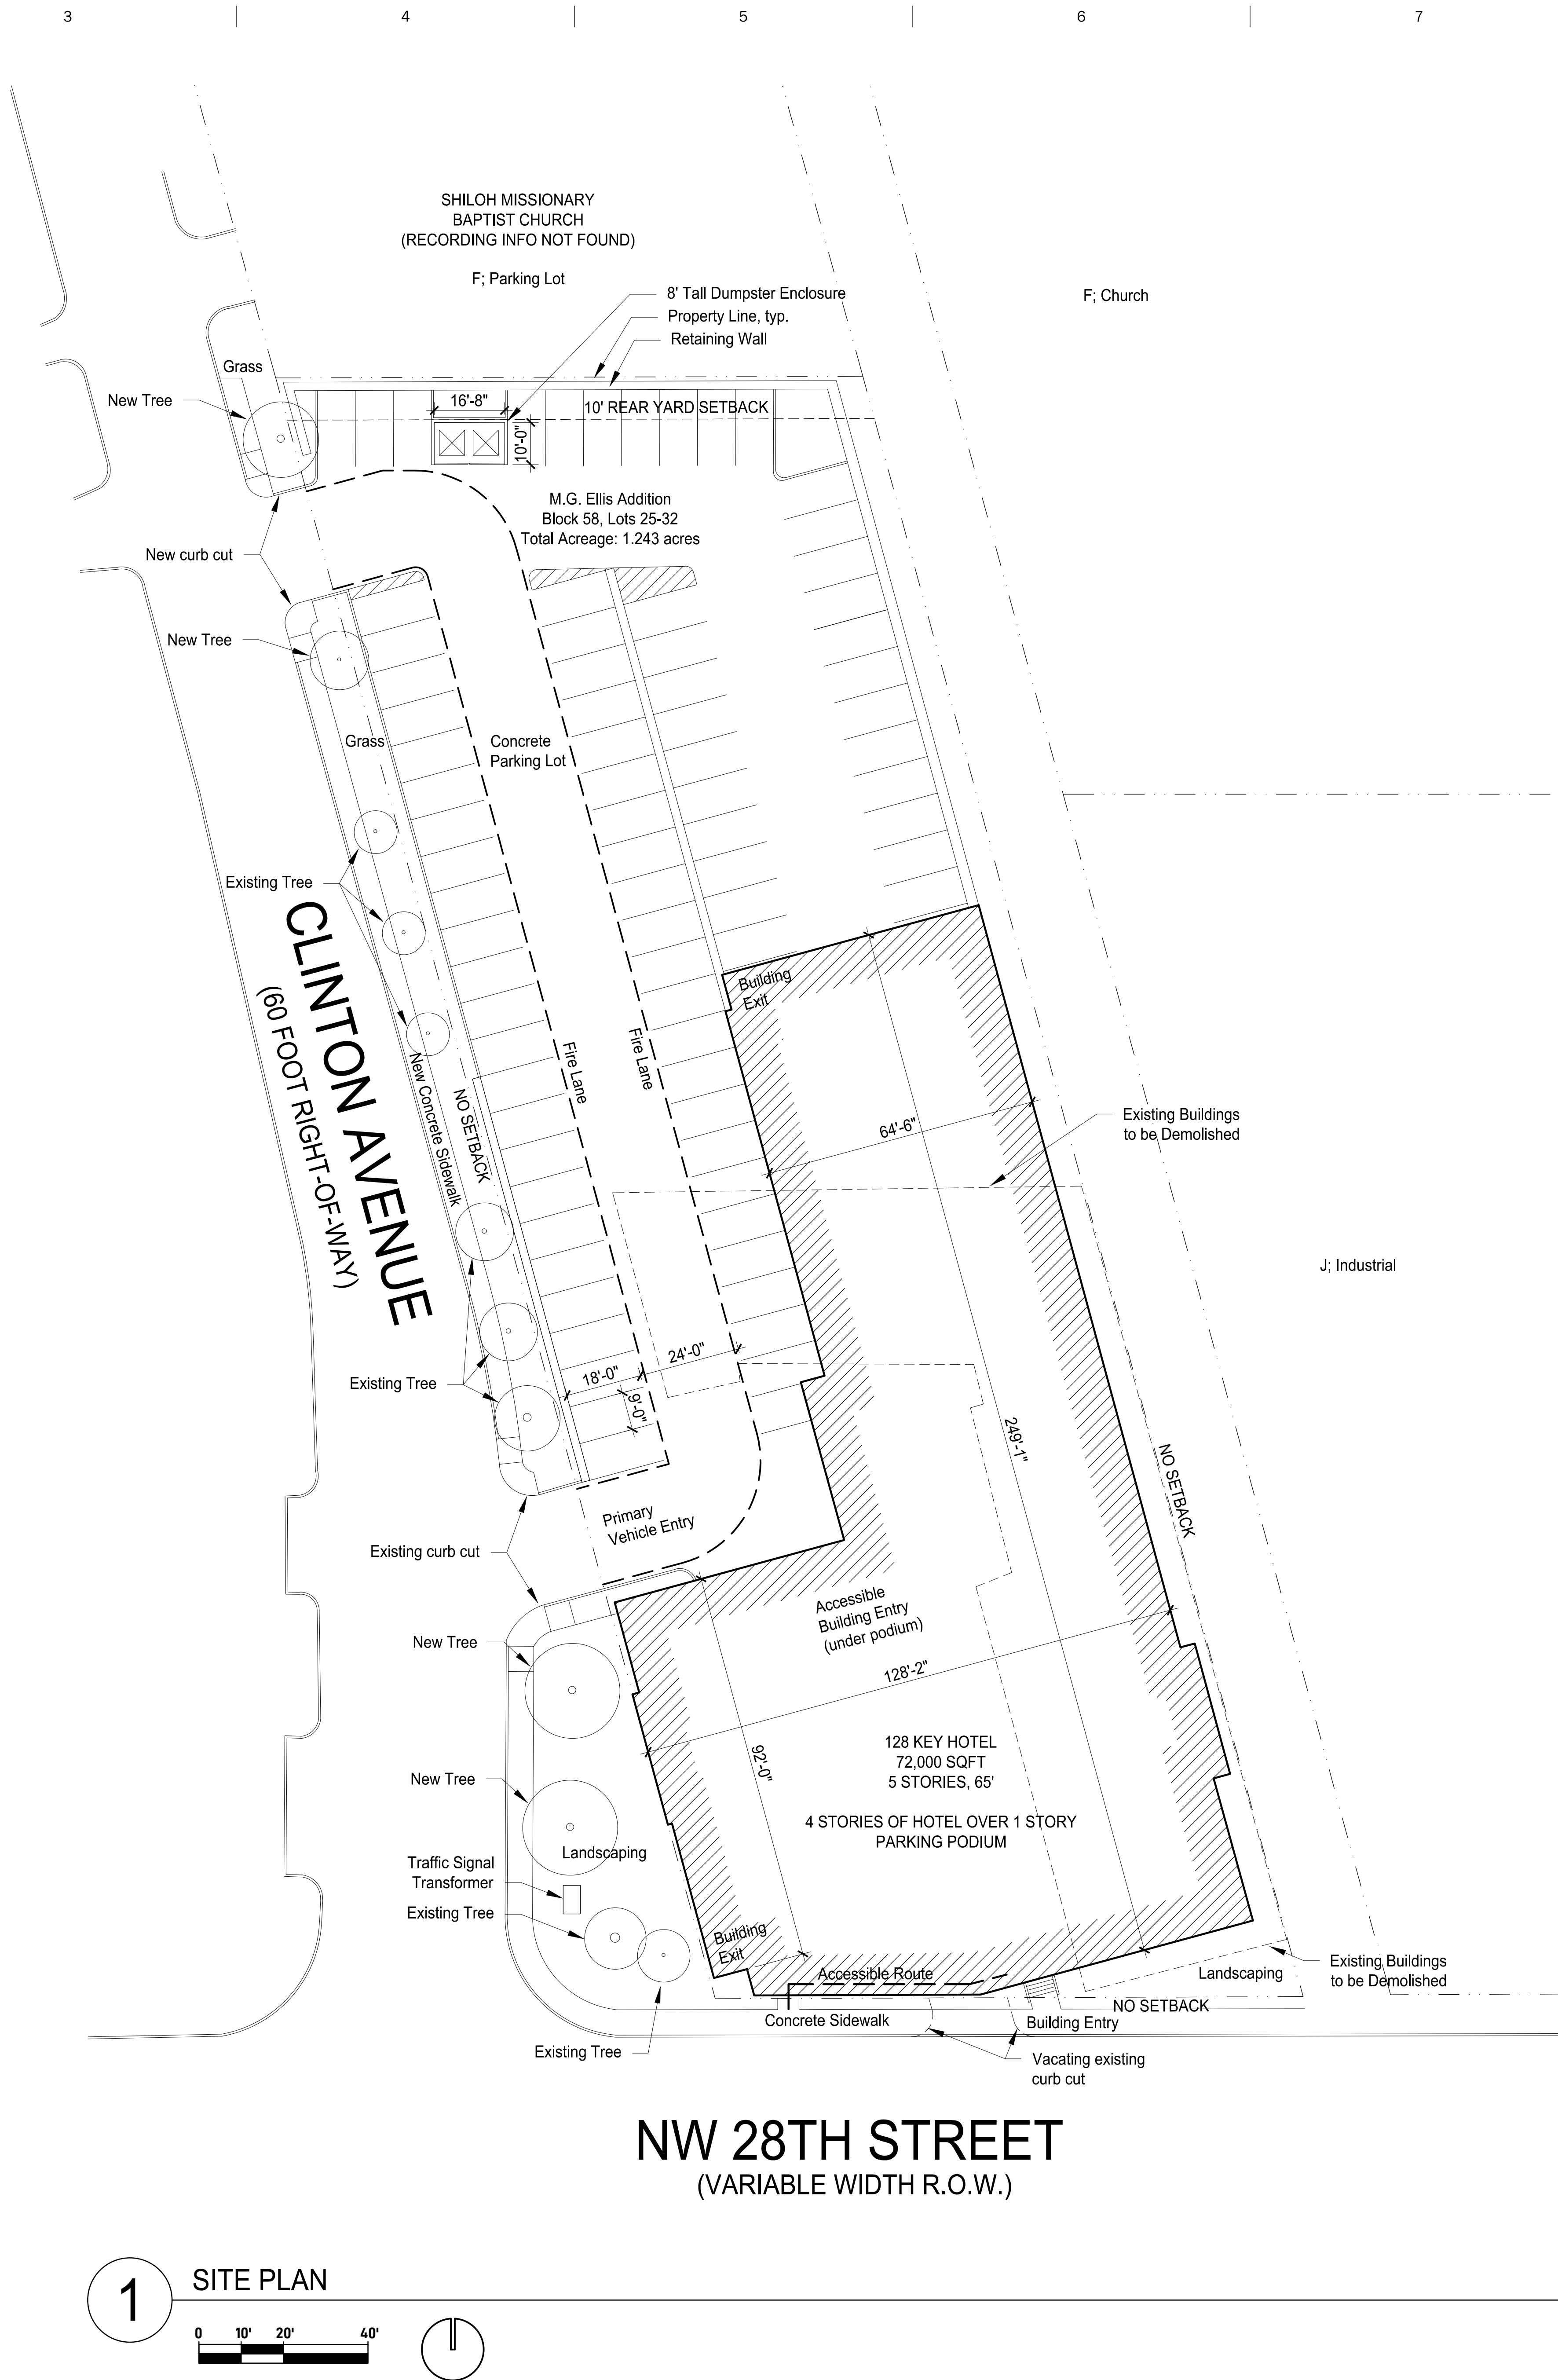 3
4
5
6
7
SHILOH MISSIONARY
BAPTIST CHURCH
(RECORDING INFO NOT FOUND)
F; Parking Lot
8' Tall Dumpster Enclosure
Property Line, typ.
Retaining Wall
F; Church
Grass
New Tree
16'-8"
10' REAR YARD SETBACK
10'-0"
M.G. Ellis Addition
Block 58, Lots 25-32
Total Acreage: 1.243 acres
New curb cut
New Tree
Grass
Concrete
Parking Lot
Existing Tree
CLINTON AVENUE
(60 FOOT RIGHT-OF-WAY)
New Concrete Sidewalk
NO SETBACK
Fire Lane
Fire Lane
Building
Exit
64'-6"
Existing Buildings
to be Demolished
J; Industrial
18'-0"
24'-0"
9'-0"
Existing Tree
249'-1"
NO SETBACK
Primary
Vehicle Entry
Existing curb cut
Accessible
Building Entry
(under podium)
New Tree
128'-2"
92'-0"
128 KEY HOTEL
72,000 SQFT
5 STORIES, 65'
4 STORIES OF HOTEL OVER 1 STORY
PARKING PODIUM
New Tree
Landscaping
Traffic Signal
Transformer
Existing Tree
Building
Exit
Accessible Route
Landscaping
Existing Buildings
to be Demolished
NO SETBACK
Concrete Sidewalk
Building Entry
Existing Tree
Vacating existing
curb cut
NW 28TH STREET
(VARIABLE WIDTH R.O.W.)
1
SITE PLAN
0 10' 20' 40'